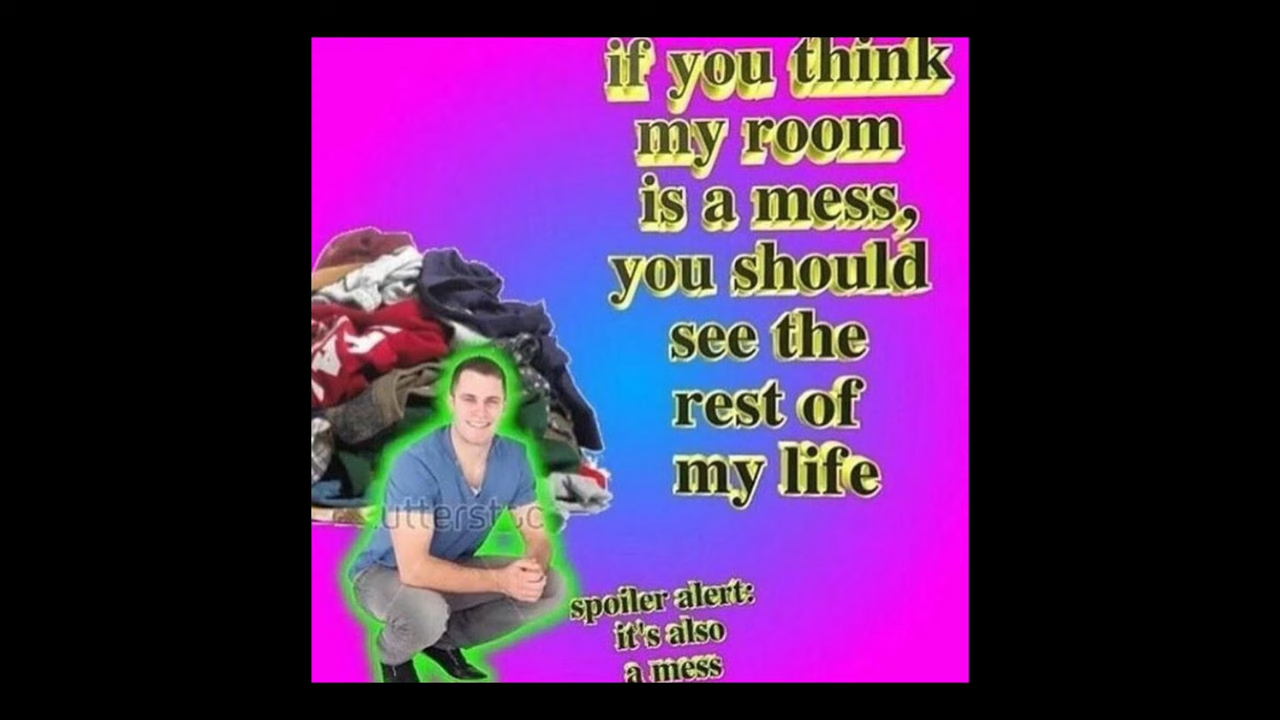 if you think
my room
is a mess,
you should
see the
rest of
my life
utterst
spoiler alert:
it's also
a mess